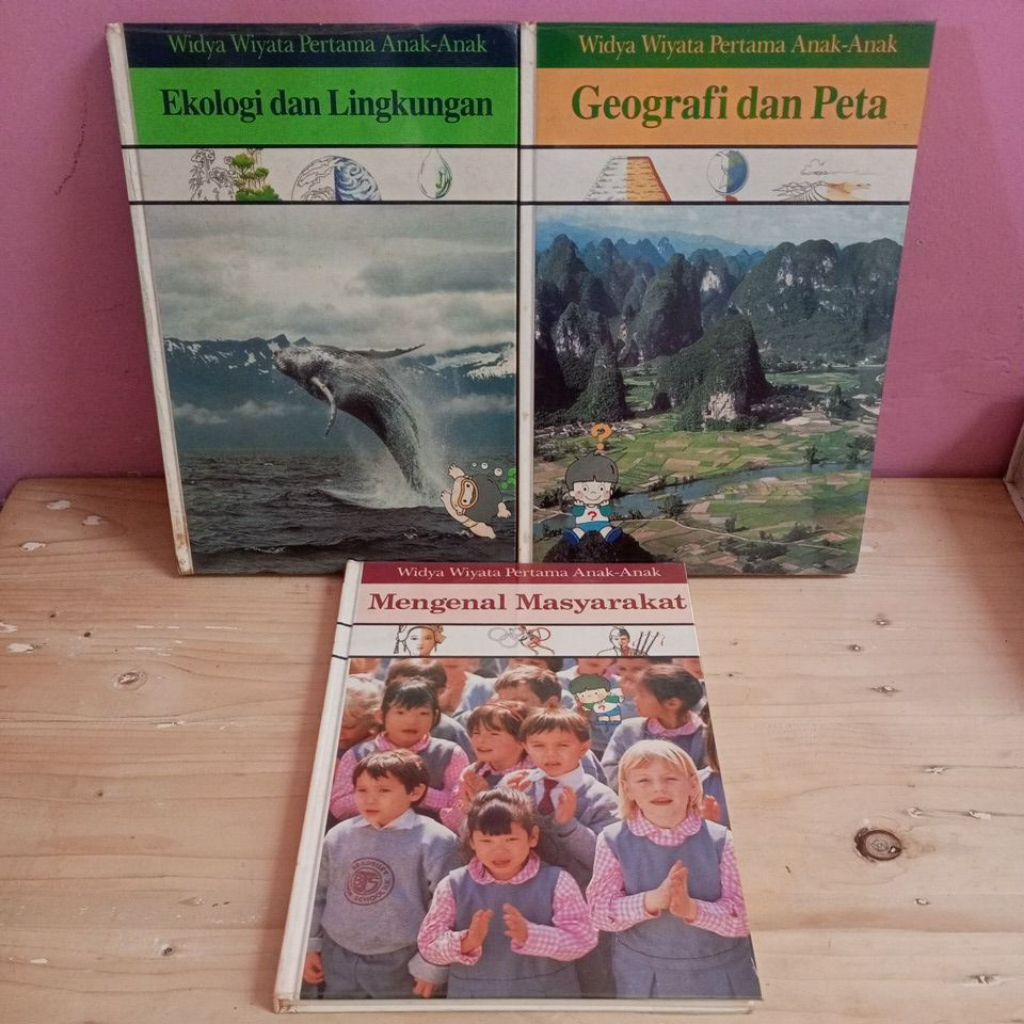 Widya Wiyata Pertama Anak-Anak
Ekologi dan Lingkungan
Widya Wiyata Pertama Anak-Anak
Geografi dan Peta
?
?
Widya Wiyata Pertama Anak-Anak
Mengenal Masyarakat
?
SCHOOL